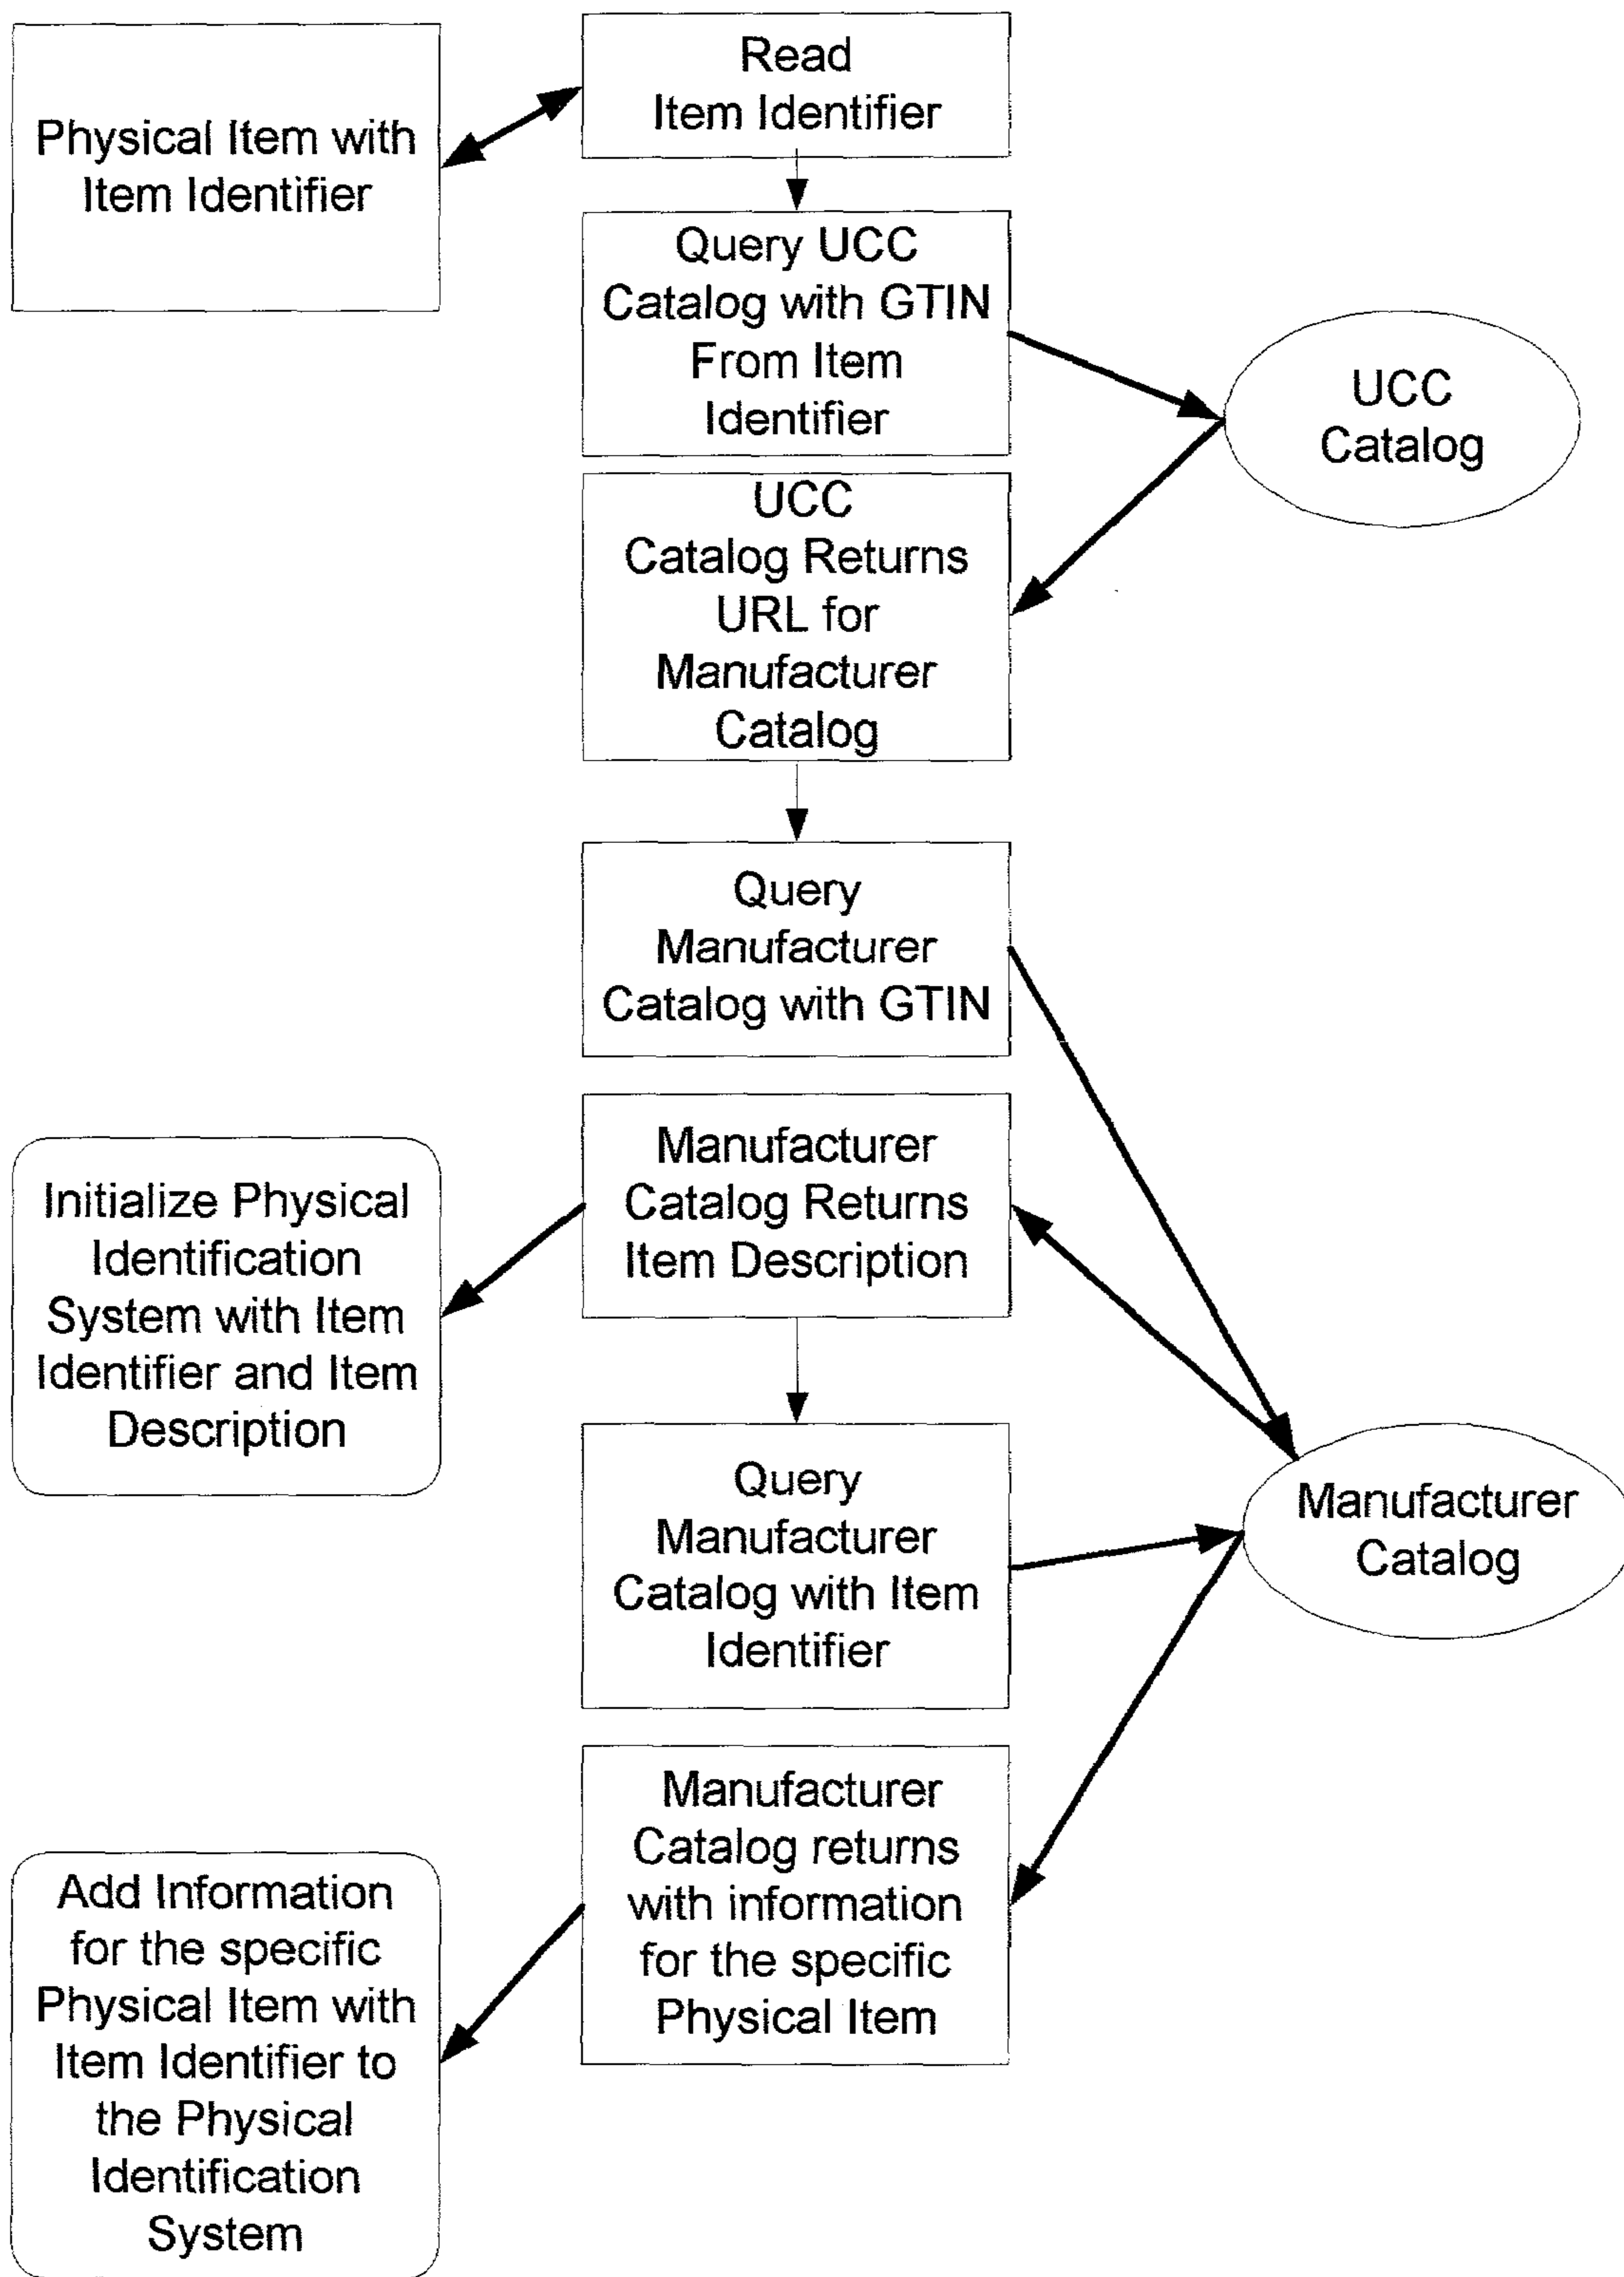 Physical Item with
Item Identifier
Read
Item Identifier
Query UCC
Catalog with GTIN
From Item
Identifier
UCC
Catalog
UCC
Catalog Returns
URL for
Manufacturer
Catalog
Query
Manufacturer
Catalog with GTIN
Manufacturer
Catalog Returns
Item Description
Initialize Physical
Identification
System with Item
Identifier and Item
Description
Query
Manufacturer
Catalog with Item
Identifier
Manufacturer
Catalog
Manufacturer
Catalog returns
with information
for the specific
Physical Item
Add Information
for the specific
Physical Item with
Item Identifier to
the Physical
Identification
System